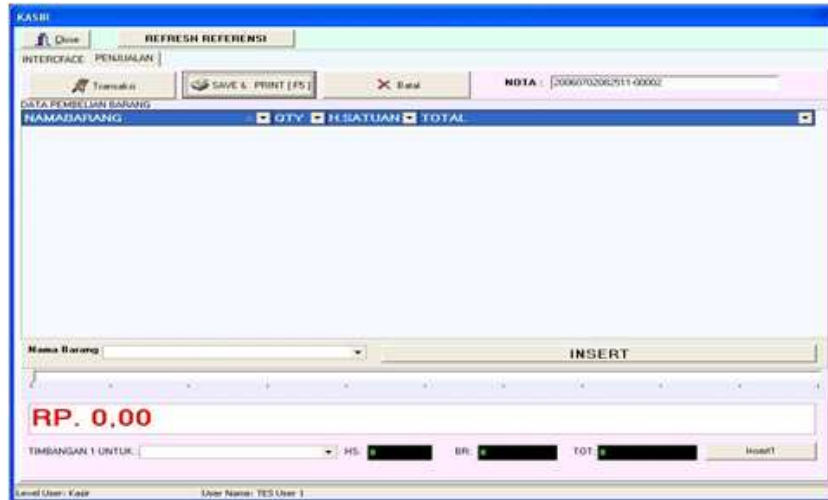 KASIR
Close REFRESH REFERENSI
INTERCFACE PENJUALAN
Transaksi SAVE & PRINT [F5] Batal NOTA :
DATA PEMBELIAN BARANG
NAMABARANG QTY H.SATUAN TOTAL
Nama Barang INSERT
RP. 0,00
TIMBANGAN 1 UNTUK : HS: BR: TOT:
Level User: Kasir User Name: TES User 1